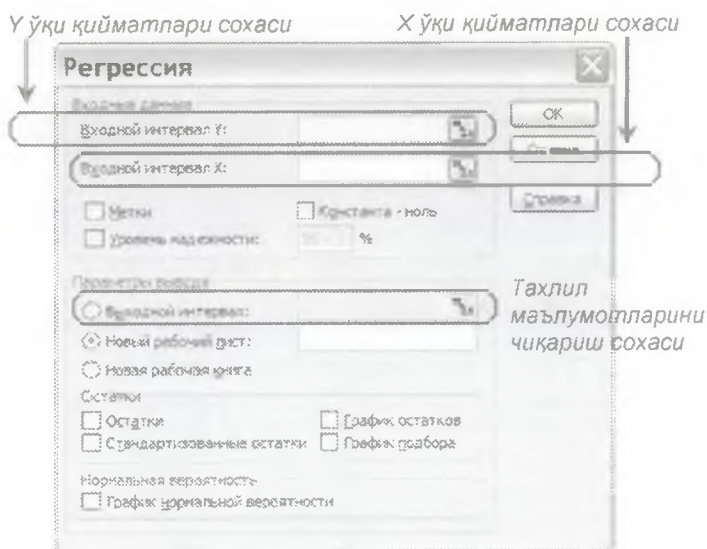 Y ўқи қийматлари сохаси X ўқи қийматлари сохаси
Регрессия
Входные данные
Входной интервал Y:
Входной интервал X:
Метки
Константа - ноль
Уровень надежности:
%
OK
Справка
Параметры вывода
Выходной интервал:
Новый рабочий лист:
Новая рабочая книга
Тахлил
маълумотларини
чиқариш сохаси
Остатки
Остатки
График остатков
Стандартизованные остатки
График подбора
Нормальная вероятность
График нормальной вероятности